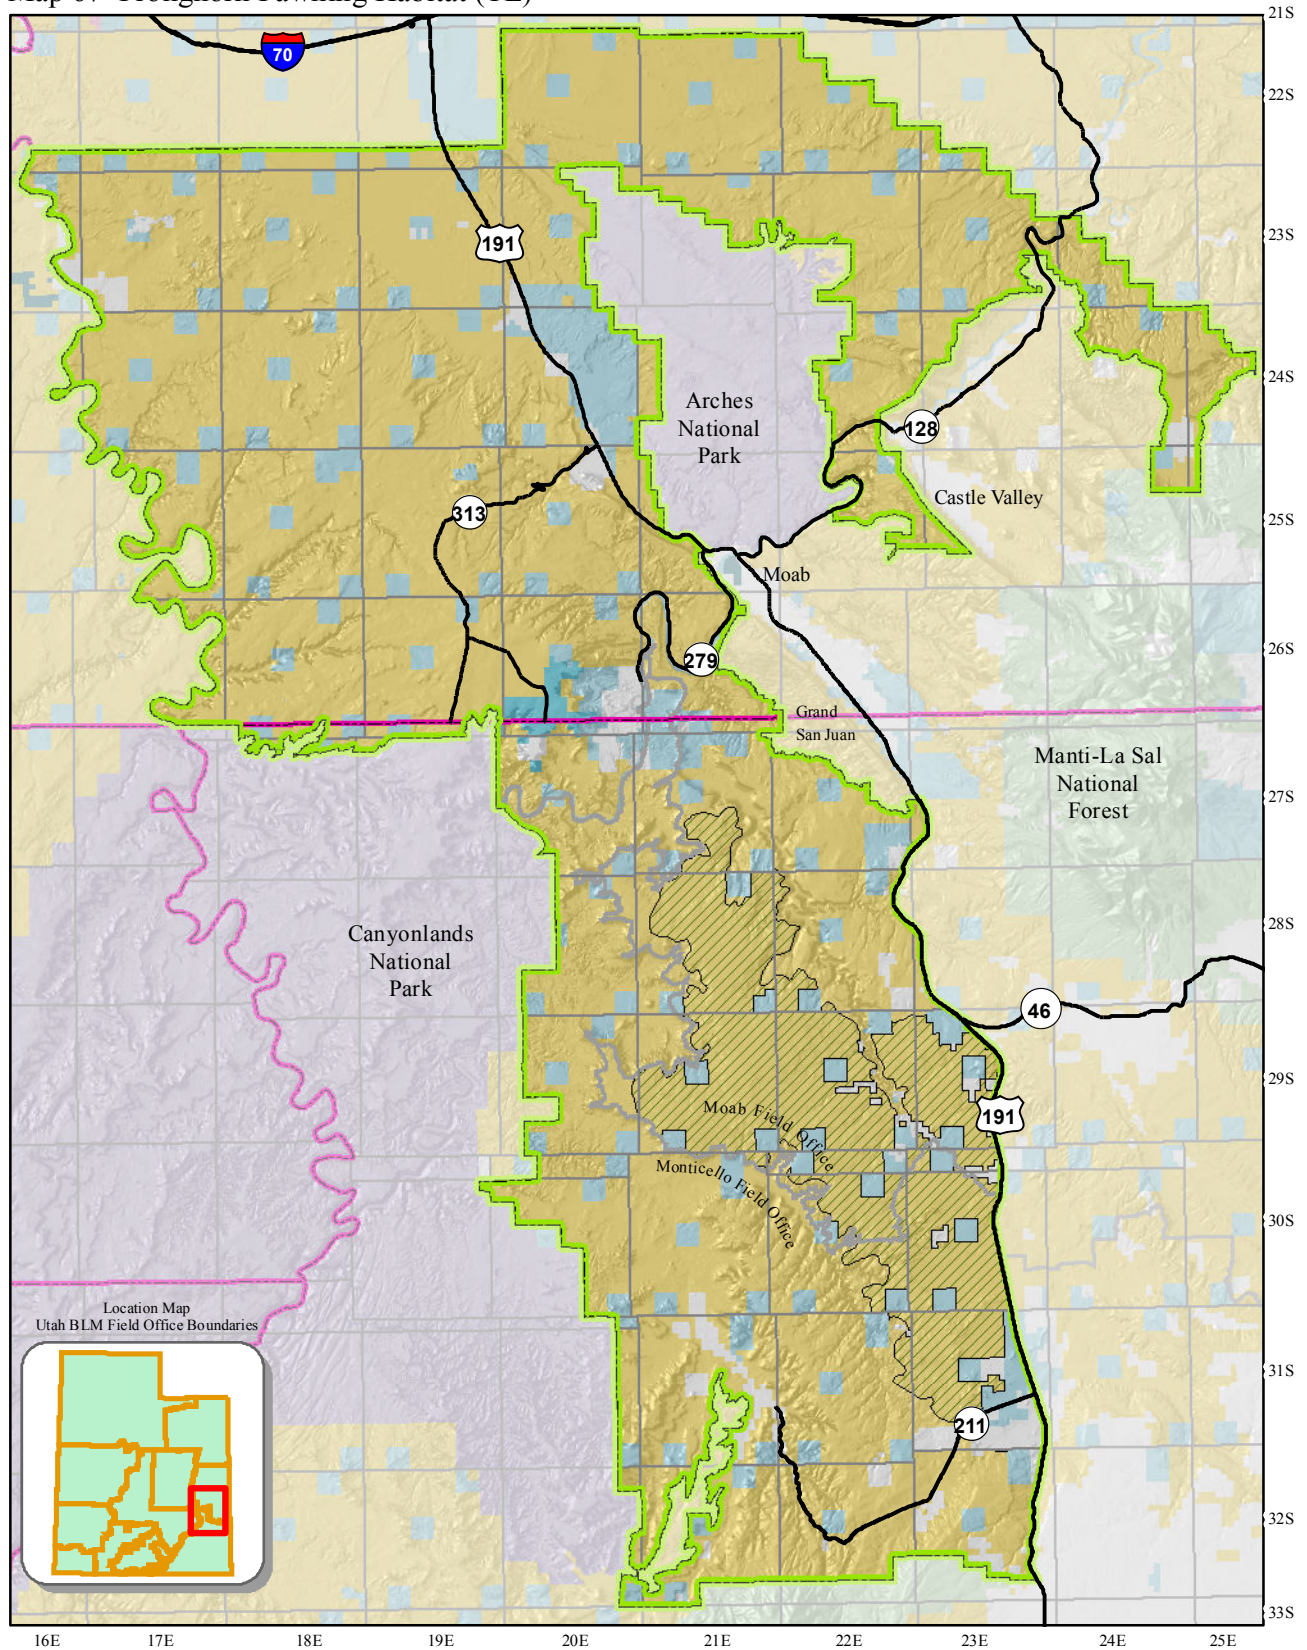 21S
70
22S
191
23S
Arches
National
Park
24S
128
Castle Valley
313
25S
Moab
279
26S
Grand
San Juan
Manti-La Sal
National
Forest
27S
Canyonlands
National
Park
28S
46
29S
Moab Field Office
191
Monticello Field Office
30S
Location Map
Utah BLM Field Office Boundaries
31S
211
32S
33S
16E 17E 18E 19E 20E 21E 22E 23E 24E 25E